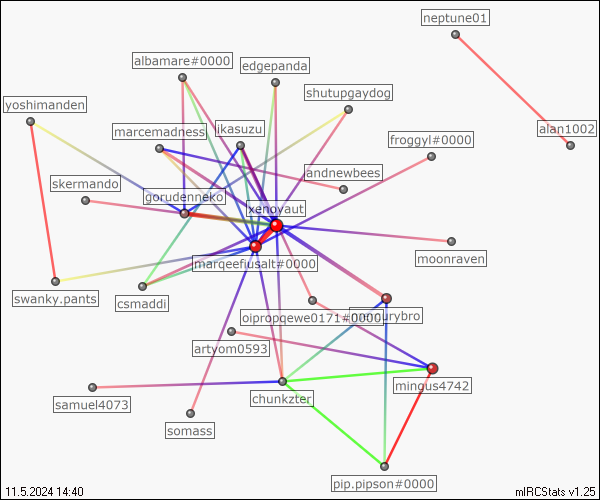 neptune01
albamare#0000
edgepanda
shutupgaydog
yoshimanden
marcemadness
ikasuzu
alan1002
froggyl#0000
andnewbees
skermando
gorudenneko
xenoyaut
marqeefiusalt#0000
moonraven
swanky.pants
csmaddi
oipropqewe0171#0000
artyom0593
mingus4742
samuel4073
chunkzter
somass
pip.pipson#0000
11.5.2024 14:40
mIRCStats v1.25